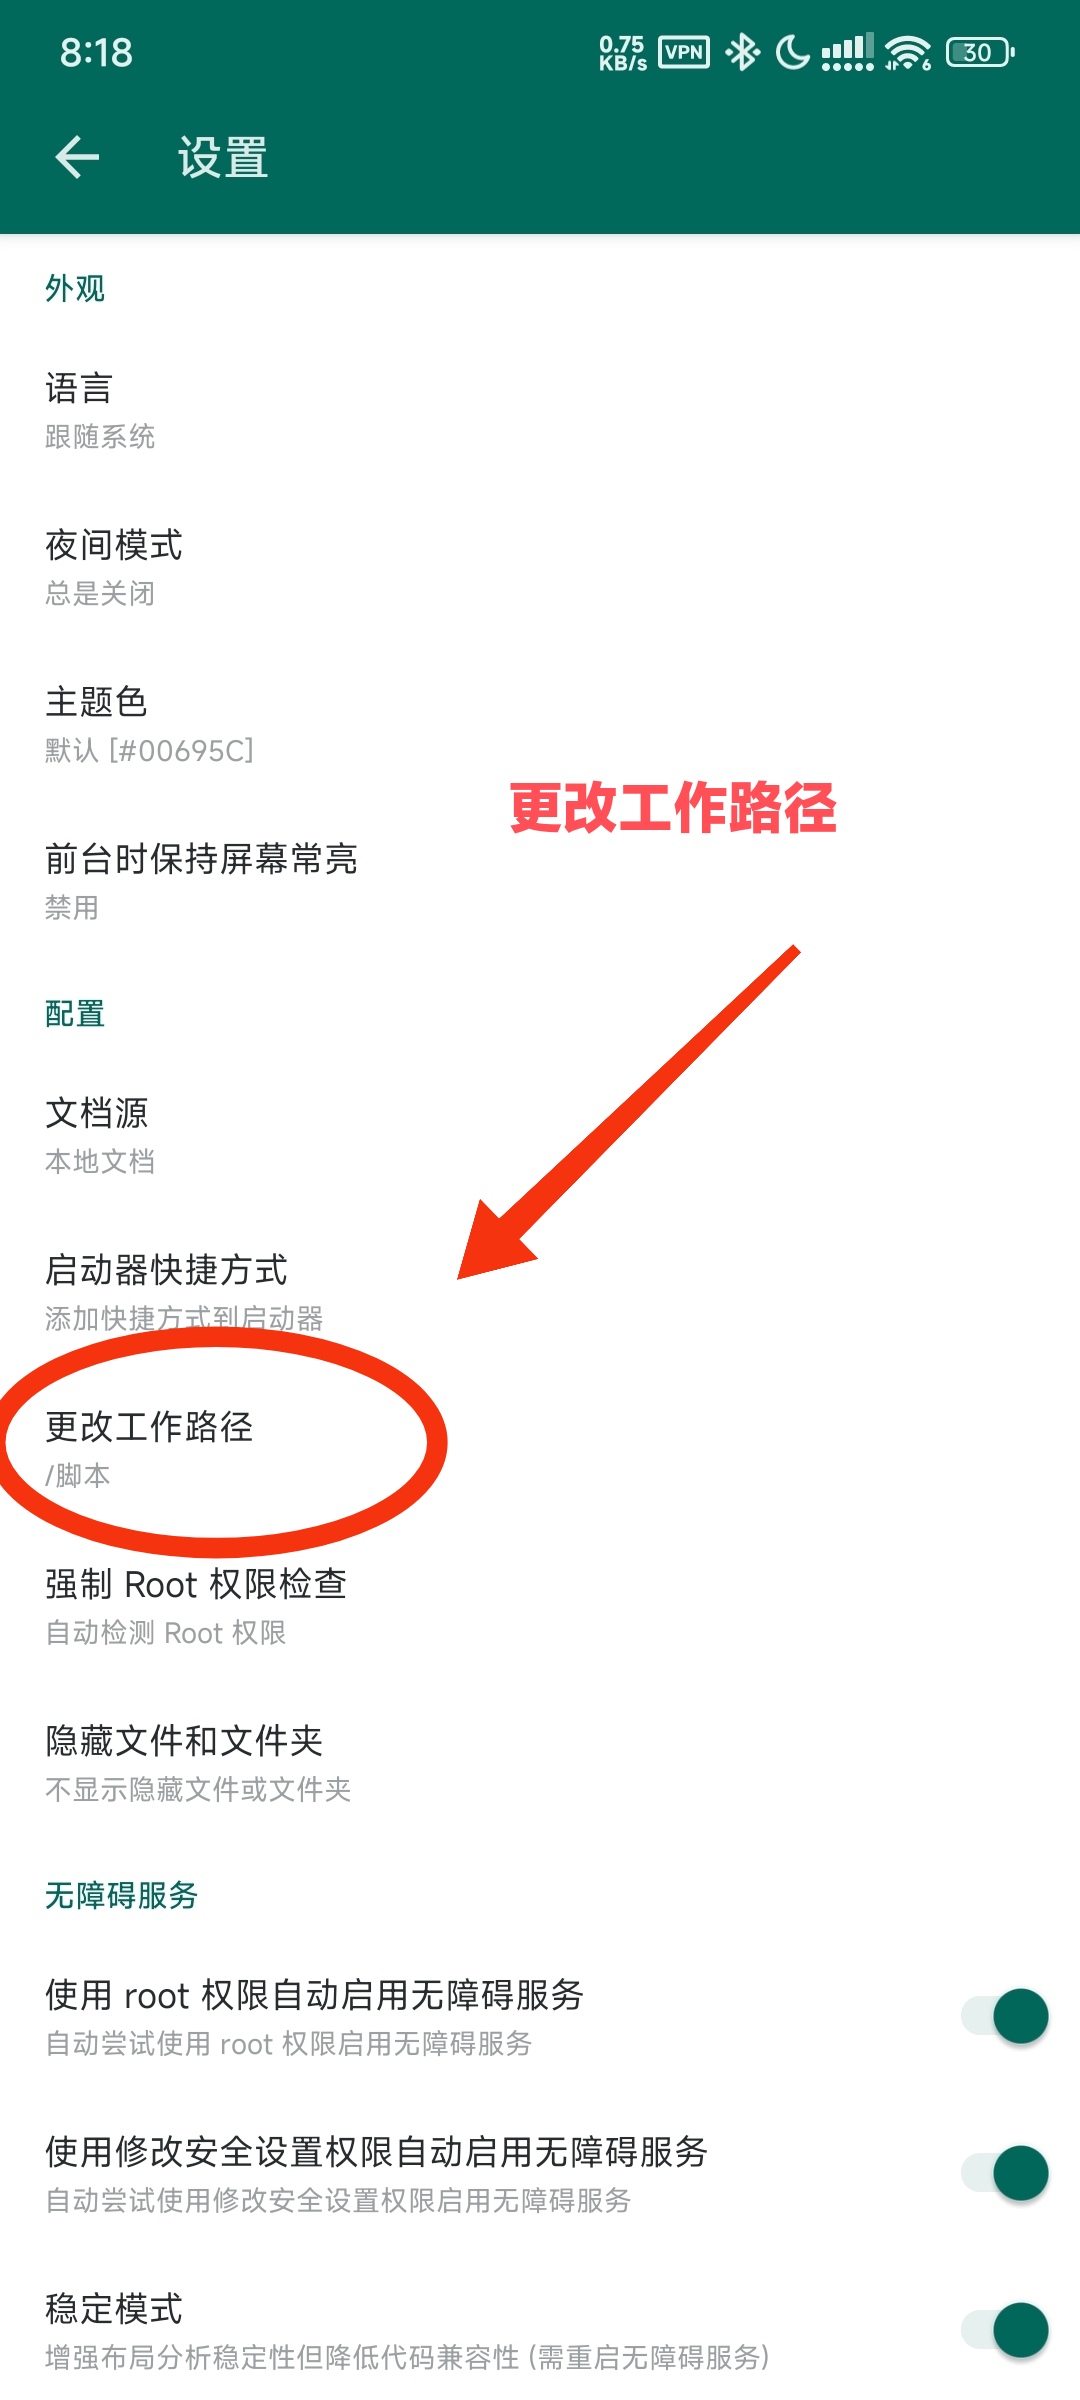 8:18
0.75 KB/s VPN 6 30
设置
外观
语言
跟随系统
夜间模式
总是关闭
主题色
默认 [#00695C]
更改工作路径
前台时保持屏幕常亮
禁用
配置
文档源
本地文档
启动器快捷方式
添加快捷方式到启动器
更改工作路径
/脚本
强制 Root 权限检查
自动检测 Root 权限
隐藏文件和文件夹
不显示隐藏文件或文件夹
无障碍服务
使用 root 权限自动启用无障碍服务
自动尝试使用 root 权限启用无障碍服务
使用修改安全设置权限自动启用无障碍服务
自动尝试使用修改安全设置权限启用无障碍服务
稳定模式
增强布局分析稳定性但降低代码兼容性 (需重启无障碍服务)